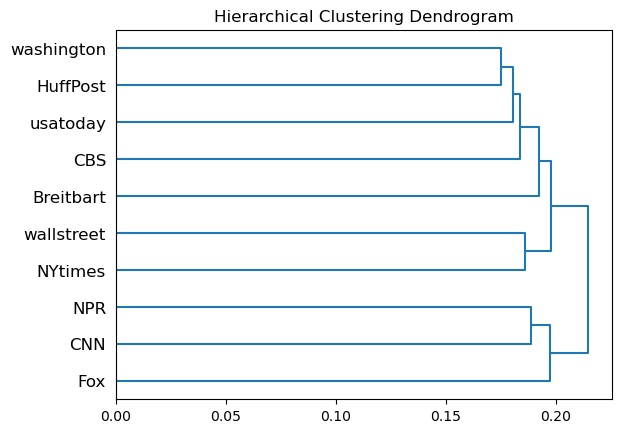 Hierarchical Clustering Dendrogram
washington
HuffPost
usatoday
CBS
Breitbart
wallstreet
NYtimes
NPR
CNN
Fox
0.00 0.05 0.10 0.15 0.20